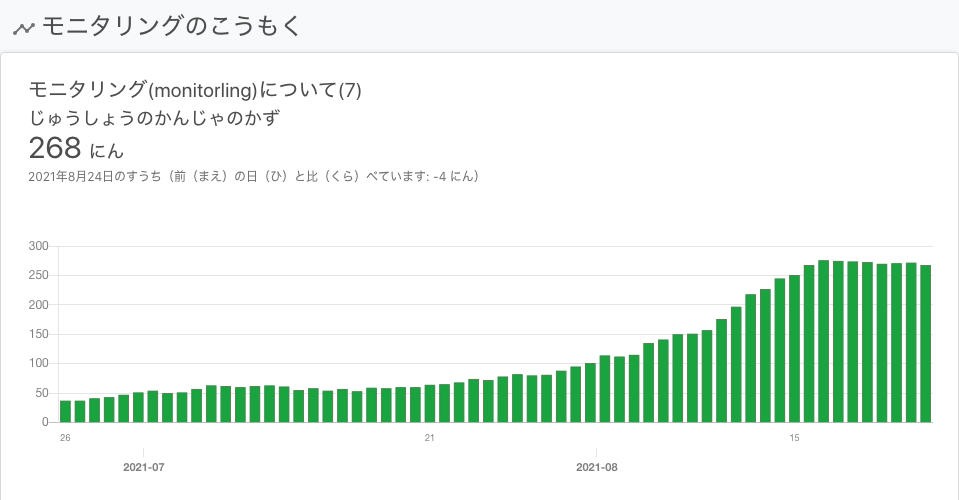 モニタリングのこうもく
モニタリング(monitorling)について(7)
じゅうしょうのかんじゃのかず
268 にん
2021年8月24日のすうち（前（まえ）の日（ひ）と比（くら）べています: -4 にん）
300
250
200
150
100
50
0
26 21 15
2021-07 2021-08